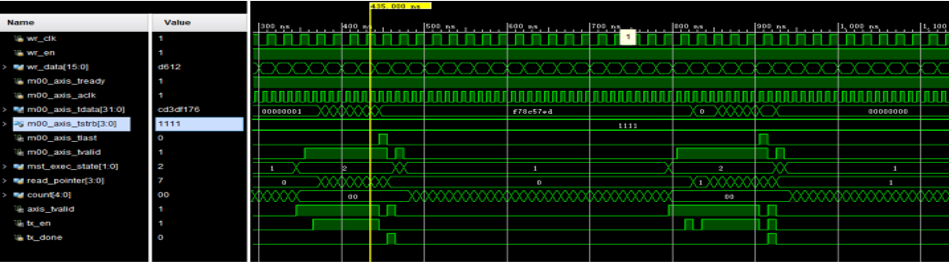 435.000 ns
Name Value 300 ns 400 ns 500 ns 600 ns 700 ns 800 ns 900 ns 1,000 ns 1,100
wr_clk 1 1
wr_en 1
wr_data[15:0] d612
m00_axis_tready 1
m00_axis_aclk 1
m00_axis_tdata[31:0] cd3df176 00000001 f78e57ed 0 00000000
m00_axis_tstrb[3:0] 1111 1111
m00_axis_tlast 0
m00_axis_tvalid 1
mst_exec_state[1:0] 2 1 2 1 2 1
read_pointer[3:0] 7 0 0 1 1
count[4:0] 00 00 00
axis_tvalid 1
tx_en 1
tx_done 0